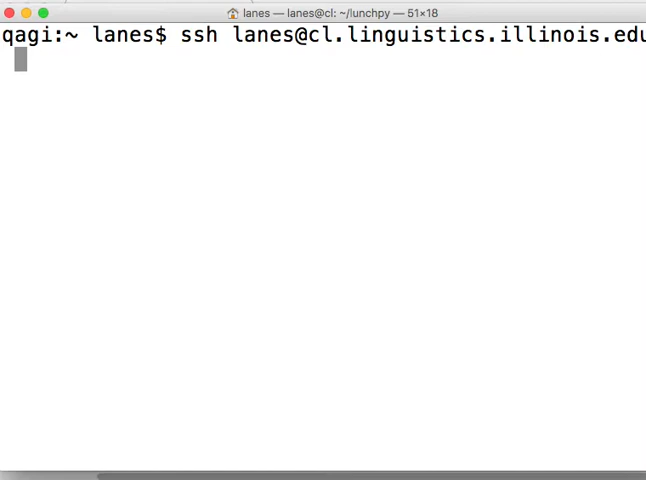 lanes — lanes@cl: ~/lunchpy — 51×18
qagi:~ lanes$ ssh lanes@cl.linguistics.illinois.edu